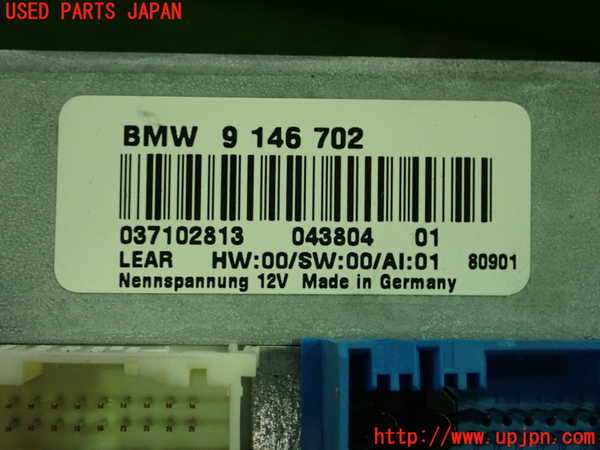 USED PARTS JAPAN
BMW 9 146 702
037102813 043804 01
LEAR HW:00/SW:00/AI:01 80901
Nennspannung 12V Made in Germany
http://www.upjpn.com/